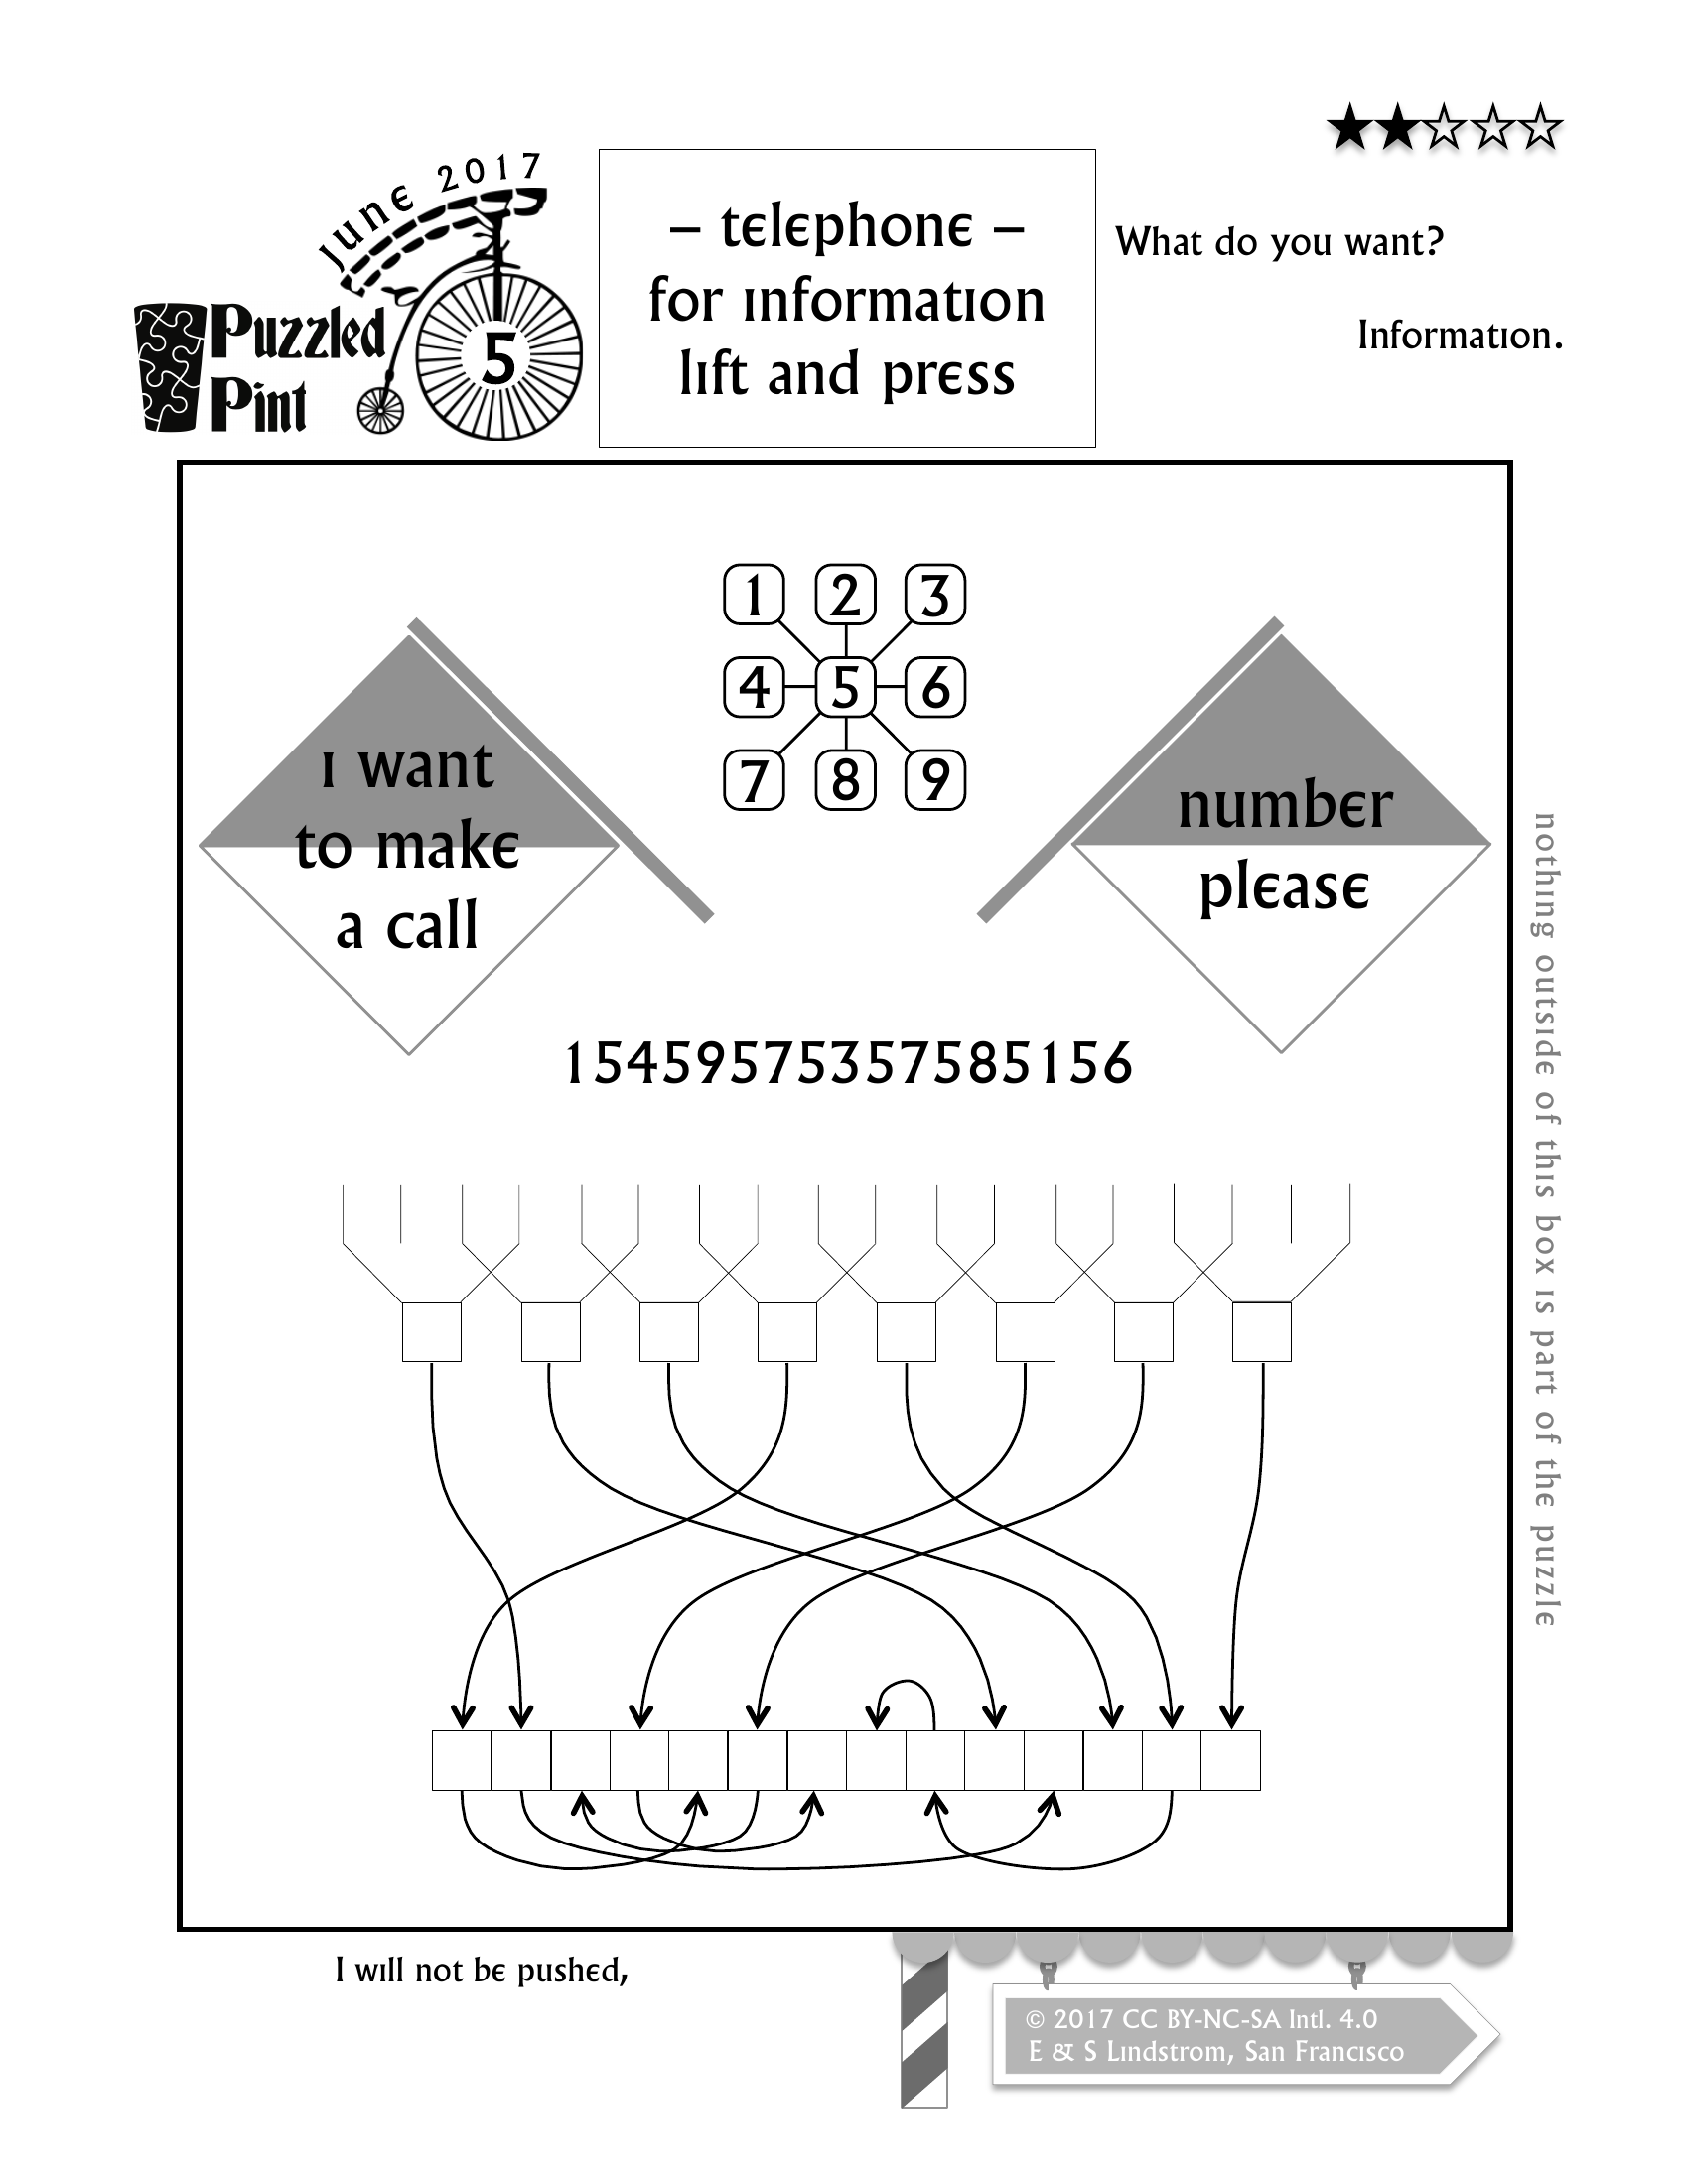 JUNE 2017
Puzzled
Pint
5
– telephone –
for information
lift and press
What do you want?
Information.
1 2 3
4 5 6
7 8 9
i want
to make
a call
number
please
15459575357585156
nothing outside of this box is part of the puzzle
I will not be pushed,
© 2017 CC BY-NC-SA Intl. 4.0
E & S Lindstrom, San Francisco